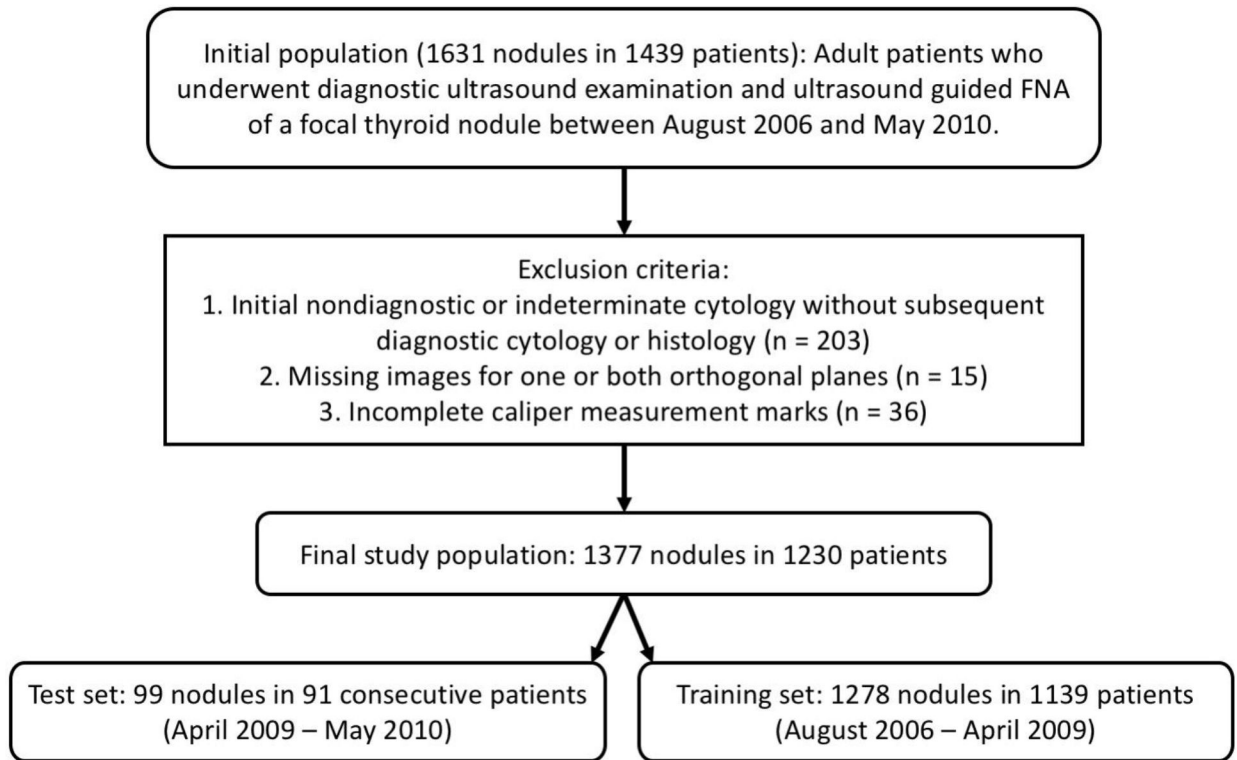 Initial population (1631 nodules in 1439 patients): Adult patients who
underwent diagnostic ultrasound examination and ultrasound guided FNA
of a focal thyroid nodule between August 2006 and May 2010.
Exclusion criteria:
1. Initial nondiagnostic or indeterminate cytology without subsequent
diagnostic cytology or histology (n = 203)
2. Missing images for one or both orthogonal planes (n = 15)
3. Incomplete caliper measurement marks (n = 36)
Final study population: 1377 nodules in 1230 patients
Test set: 99 nodules in 91 consecutive patients
(April 2009 – May 2010)
Training set: 1278 nodules in 1139 patients
(August 2006 – April 2009)